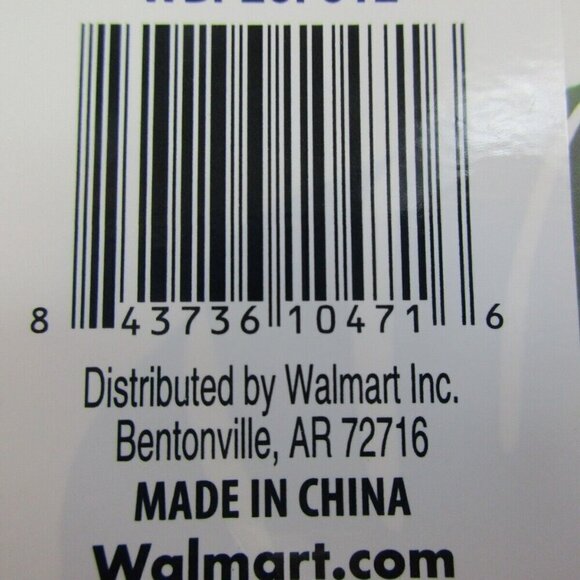 8 43736 10471 6
Distributed by Walmart Inc.
Bentonville, AR 72716
MADE IN CHINA
Walmart.com